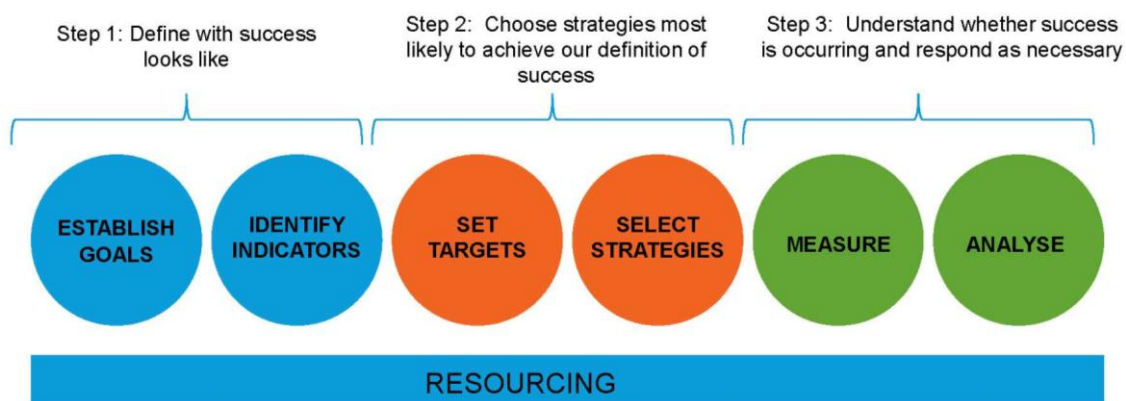 Step 1: Define with success
looks like
Step 2: Choose strategies most
likely to achieve our definition of
success
Step 3: Understand whether success
is occurring and respond as necessary
ESTABLISH
GOALS
IDENTIFY
INDICATORS
SET
TARGETS
SELECT
STRATEGIES
MEASURE
ANALYSE
RESOURCING